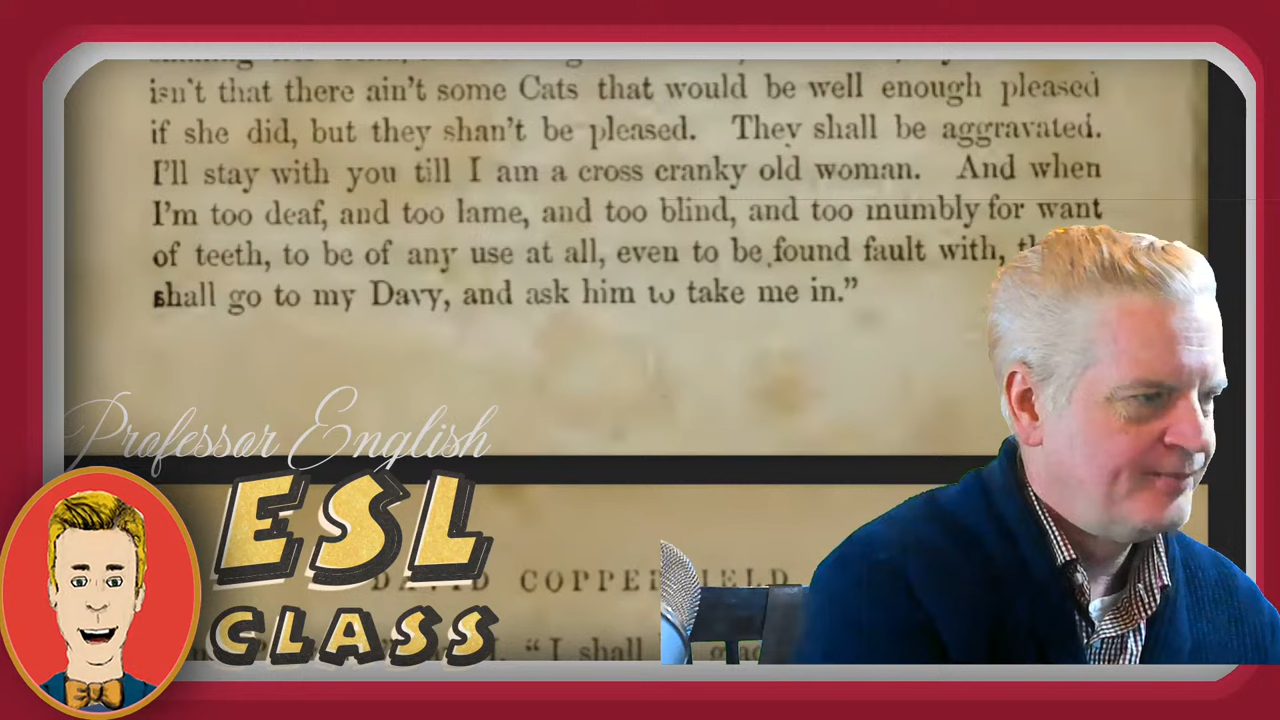 isn't that there ain't some Cats that would be well enough pleased
if she did, but they shan't be pleased. They shall be aggravated.
I'll stay with you till I am a cross cranky old woman. And when
I'm too deaf, and too lame, and too blind, and too mumbly for want
of teeth, to be of any use at all, even to be found fault with,
shall go to my Davy, and ask him to take me in.”
Professor English
ESL
CLASS
DAVID COPPERFIELD
“I shall